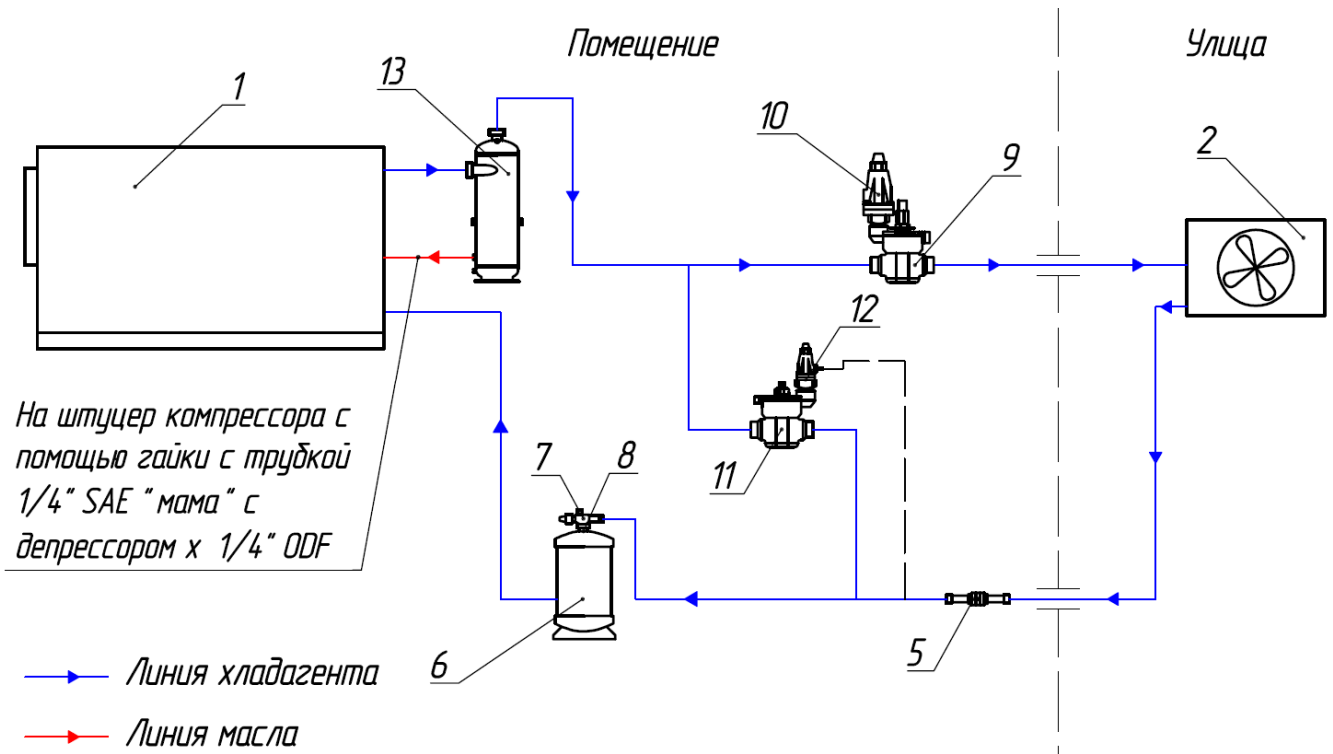 Помещение
Улица
1
13
10
9
2
12
11
На штуцер компрессора с
помощью гайки с трубкой
1/4" SAE "мама" с
депрессором х 1/4" ODF
7
8
6
5
Линия хладагента
Линия масла